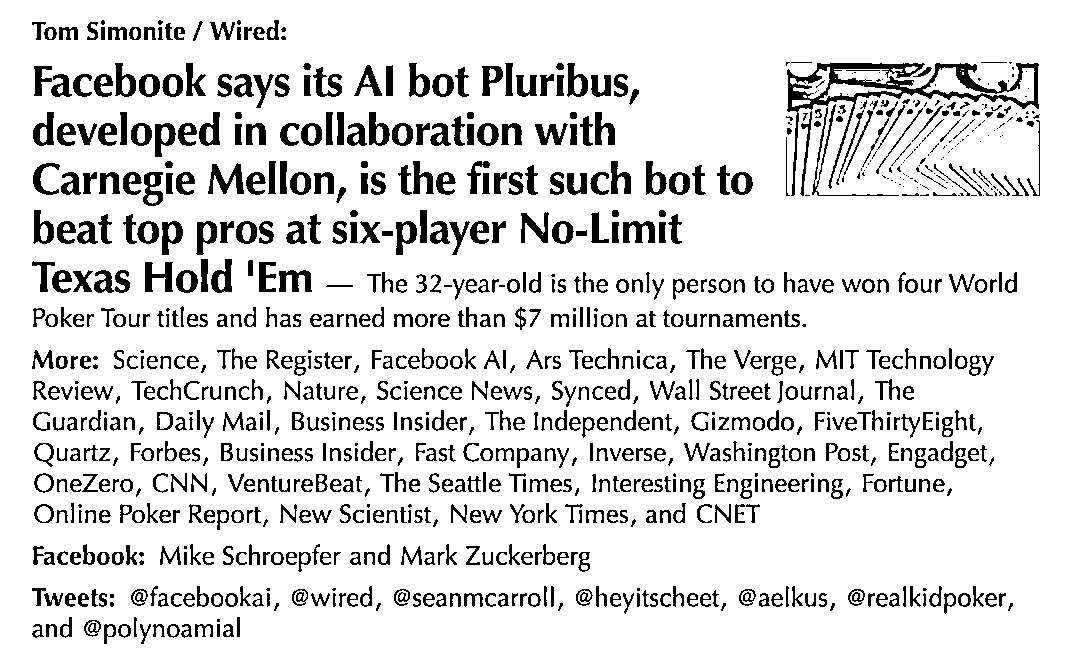 Tom Simonite / Wired:
Facebook says its AI bot Pluribus,
developed in collaboration with
Carnegie Mellon, is the first such bot to
beat top pros at six-player No-Limit
Texas Hold 'Em — The 32-year-old is the only person to have won four World
Poker Tour titles and has earned more than $7 million at tournaments.
More: Science, The Register, Facebook AI, Ars Technica, The Verge, MIT Technology
Review, TechCrunch, Nature, Science News, Synced, Wall Street Journal, The
Guardian, Daily Mail, Business Insider, The Independent, Gizmodo, FiveThirtyEight,
Quartz, Forbes, Business Insider, Fast Company, Inverse, Washington Post, Engadget,
OneZero, CNN, VentureBeat, The Seattle Times, Interesting Engineering, Fortune,
Online Poker Report, New Scientist, New York Times, and CNET
Facebook: Mike Schroepfer and Mark Zuckerberg
Tweets: @facebookai, @wired, @seanmcarroll, @heyitscheet, @aelkus, @realkidpoker,
and @polynoamial